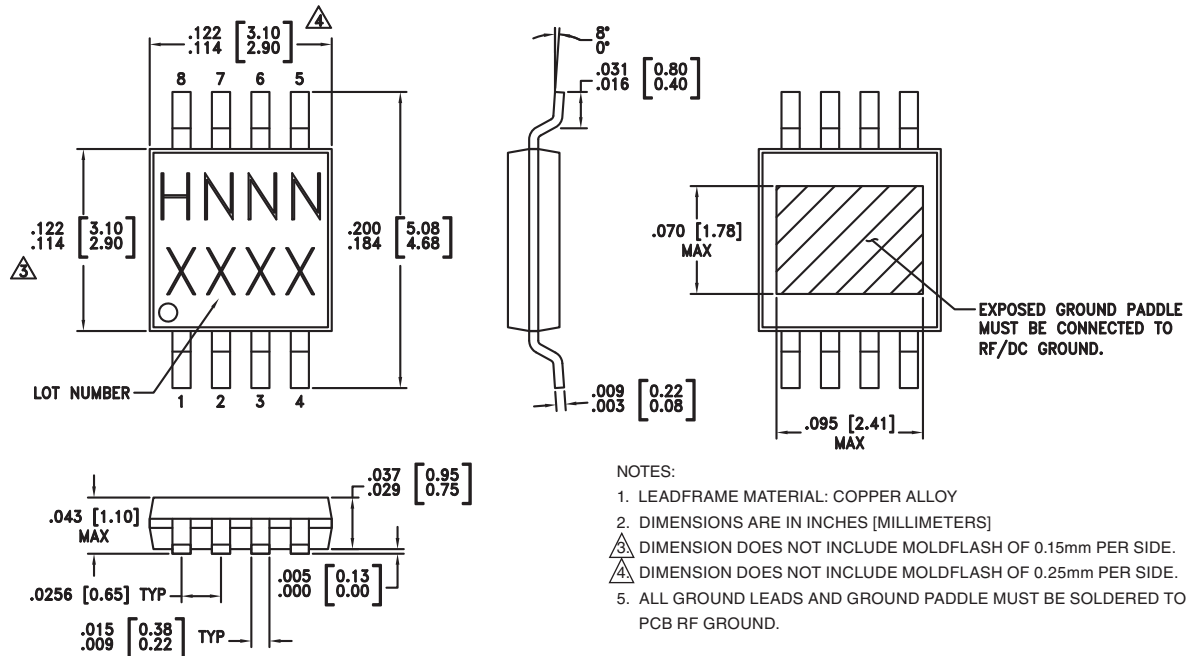 .122 [3.10]
.114 [2.90]
4
8 7 6 5
HNNN
XXXX
.122 [3.10]
.114 [2.90]
3
.200 [5.08]
.184 [4.68]
LOT NUMBER
1 2 3 4
8°
0°
.031 [0.80]
.016 [0.40]
.009 [0.22]
.003 [0.08]
.070 [1.78]
MAX
EXPOSED GROUND PADDLE
MUST BE CONNECTED TO
RF/DC GROUND.
.095 [2.41]
MAX
.037 [0.95]
.029 [0.75]
.043 [1.10]
MAX
.005 [0.13]
.000 [0.00]
.0256 [0.65] TYP
.015 [0.38]
.009 [0.22] TYP
NOTES:
1. LEADFRAME MATERIAL: COPPER ALLOY
2. DIMENSIONS ARE IN INCHES [MILLIMETERS]
3. DIMENSION DOES NOT INCLUDE MOLDFLASH OF 0.15mm PER SIDE.
4. DIMENSION DOES NOT INCLUDE MOLDFLASH OF 0.25mm PER SIDE.
5. ALL GROUND LEADS AND GROUND PADDLE MUST BE SOLDERED TO
PCB RF GROUND.